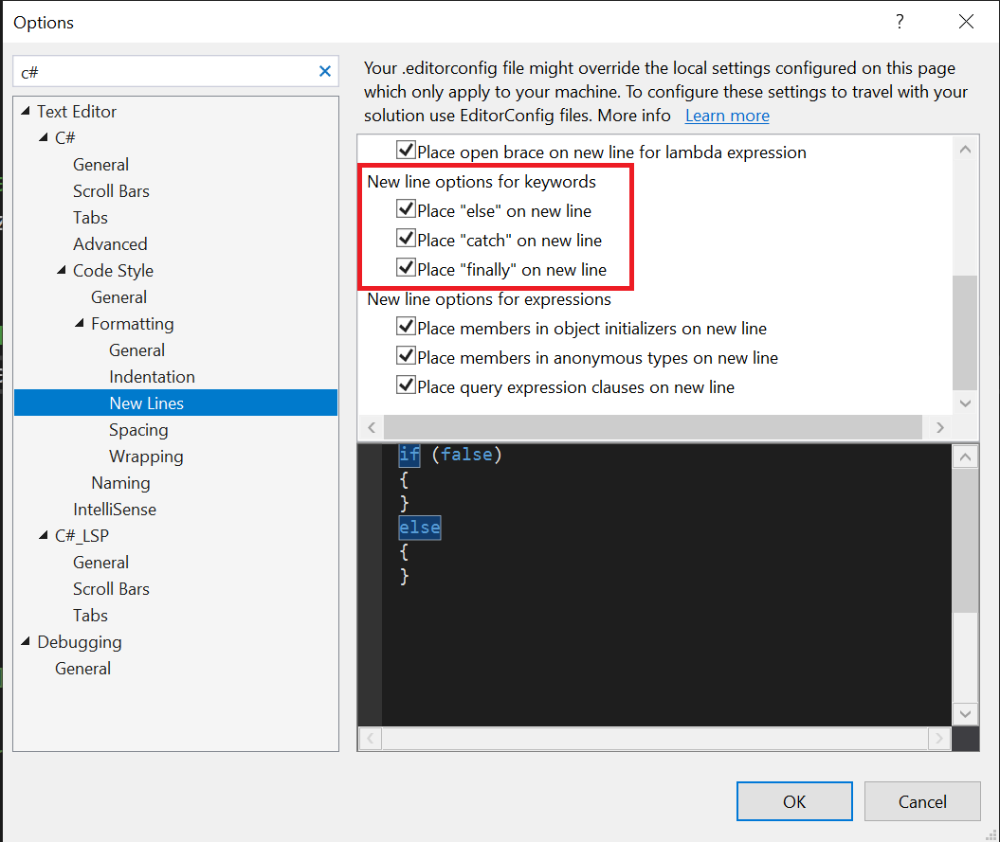 Options
?
c#
Text Editor
C#
General
Scroll Bars
Tabs
Advanced
Code Style
General
Formatting
General
Indentation
New Lines
Spacing
Wrapping
Naming
IntelliSense
C#_LSP
General
Scroll Bars
Tabs
Debugging
General
Your .editorconfig file might override the local settings configured on this page
which only apply to your machine. To configure these settings to travel with your
solution use EditorConfig files. More info Learn more
Place open brace on new line for lambda expression
New line options for keywords
Place "else" on new line
Place "catch" on new line
Place "finally" on new line
New line options for expressions
Place members in object initializers on new line
Place members in anonymous types on new line
Place query expression clauses on new line
if (false)
{
}
else
{
}
OK
Cancel